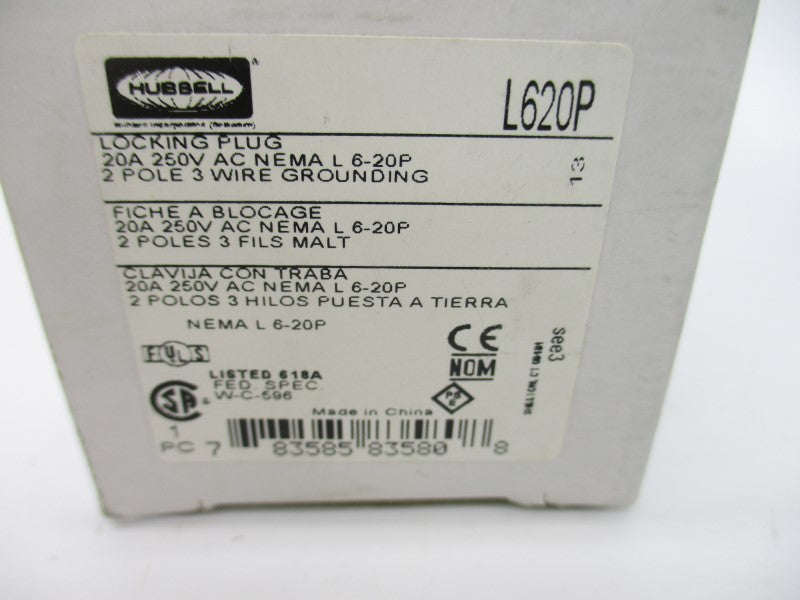 HUBBELL
L620P
LOCKING PLUG
20A 250V AC NEMA L 6-20P
2 POLE 3 WIRE GROUNDING
13
FICHE A BLOCAGE
20A 250V AC NEMA L 6-20P
2 POLES 3 FILS MALT
CLAVIJA CON TRABA
20A 250V AC NEMA L 6-20P
2 POLOS 3 HILOS PUESTA A TIERRA
NEMA L 6-20P
CE
see3
NOM
LISTED 618A
FED. SPEC.
W-C-596
Made in China
1
PC 7 83585 83580 8